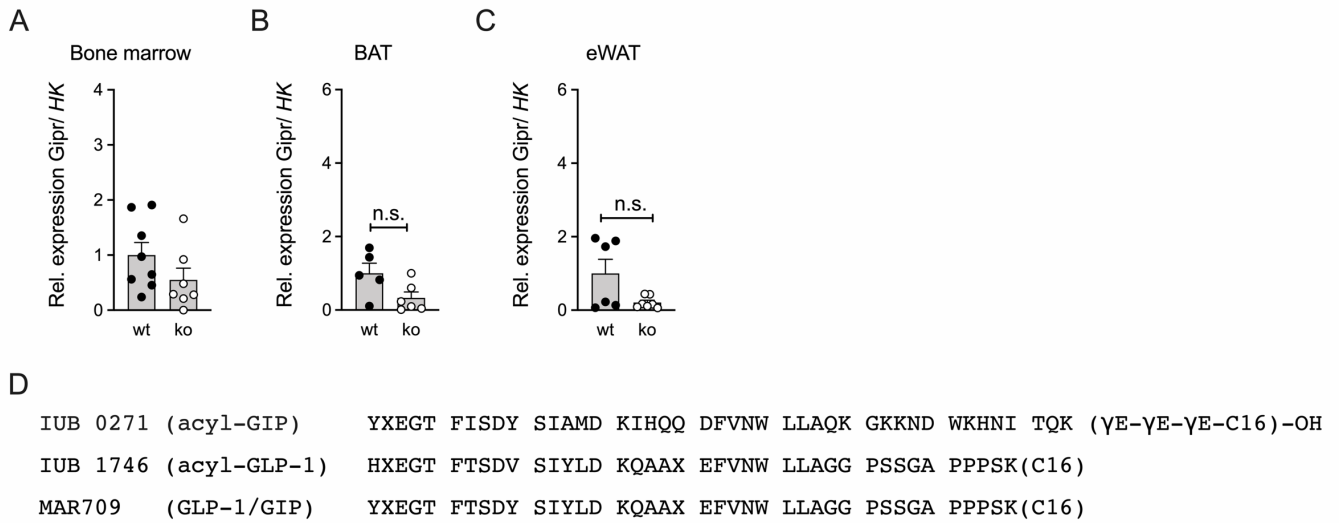 A
B
C
Bone marrow
BAT
eWAT
Rel. expression Gipr/ HK
4
3
2
1
0
wt ko
Rel. expression Gipr/ HK
6
4
2
0
n.s.
wt ko
Rel. expression Gipr/ HK
6
4
2
0
n.s.
wt ko
D
IUB 0271 (acyl-GIP) YXEGT FISDY SIAMD KIHQQ DFVNW LLAQK GKKND WKHNI TQK (γE-γE-γE-C16)-OH
IUB 1746 (acyl-GLP-1) HXEGT FTSDV SIYLD KQAAX EFVNW LLAGG PSSGA PPPSK(C16)
MAR709 (GLP-1/GIP) YXEGT FTSDY SIYLD KQAAX EFVNW LLAGG PSSGA PPPSK(C16)